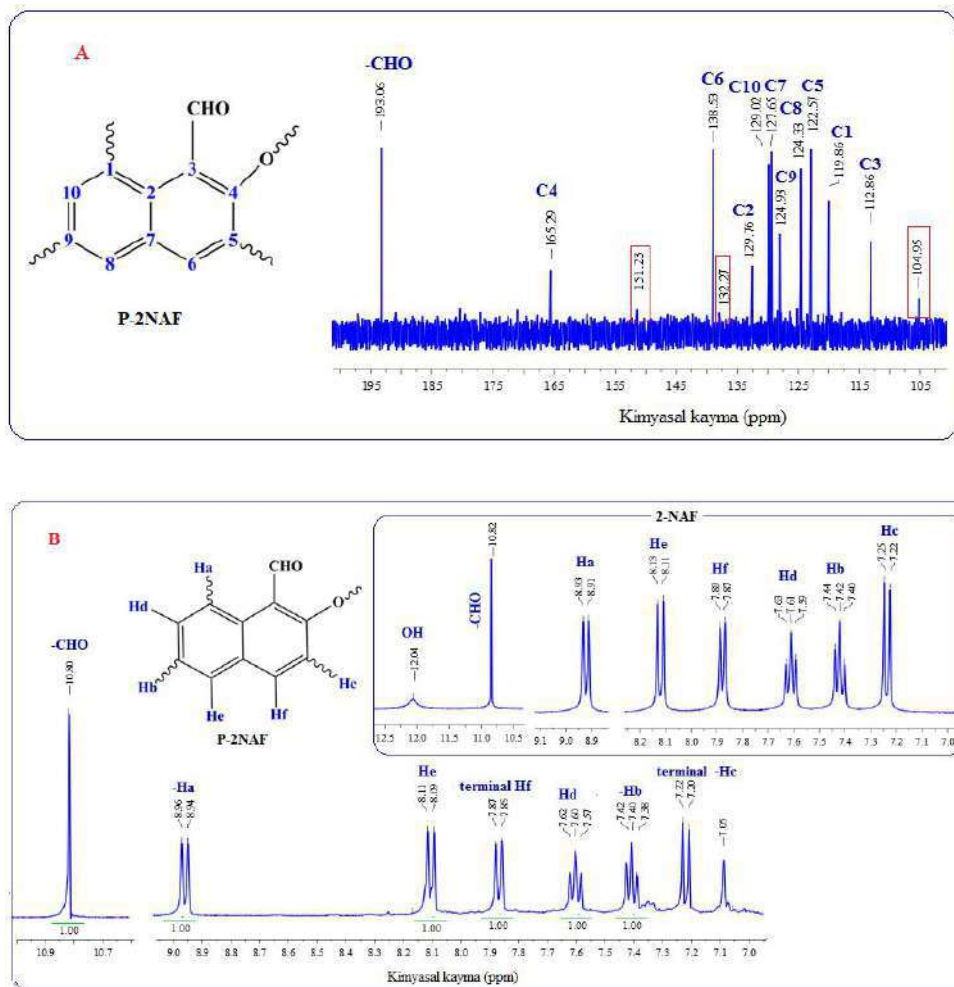 A
-CHO
193.06
C4
165.29
151.23
C6
138.53
132.27
C2
129.76
C10
129.02
C7
127.65
C9
124.93
C8
124.33
C5
122.57
C1
119.86
C3
112.86
104.95
CHO
O
1
2
3
4
5
6
7
8
9
10
P-2NAF
195 185 175 165 155 145 135 125 115 105
Kimyasal kayma (ppm)
B
2-NAF
OH
12.04
-CHO
10.82
Ha
8.93
8.91
He
8.13
8.11
Hf
7.89
7.87
Hd
7.63
7.61
7.59
Hb
7.44
7.42
7.40
Hc
7.25
7.22
12.5 12.0 11.5 11.0 10.5
9.1 9.0 8.9
8.2 8.1 8.0 7.9 7.8 7.7 7.6 7.5 7.4 7.3 7.2 7.1 7.0
CHO
O
Ha
Hd
Hb
He
Hf
Hc
P-2NAF
-CHO
10.80
-Ha
8.96
8.94
He
8.11
8.09
terminal Hf
7.87
7.85
Hd
7.62
7.60
7.57
-Hb
7.42
7.40
7.38
terminal -Hc
7.22
7.20
1.00 1.00 1.00 1.00 1.00 1.00
10.9 10.7
9.0 8.9 8.8 8.7 8.6 8.5 8.4 8.3 8.2 8.1 8.0 7.9 7.8 7.7 7.6 7.5 7.4 7.3 7.2 7.1 7.0
Kimyasal kayma (ppm)